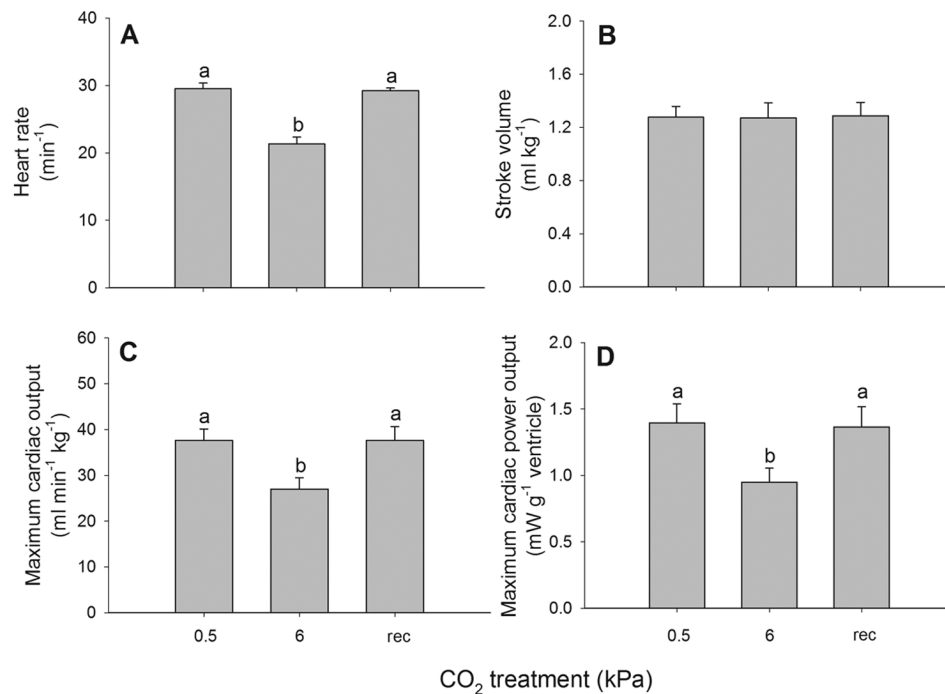 A
Heart rate
(min⁻¹)
40
30
20
10
0
a
b
a
B
Stroke volume
(ml kg⁻¹)
2.0
1.6
1.2
0.8
0.4
0.0
C
Maximum cardiac output
(ml min⁻¹ kg⁻¹)
60
50
40
30
20
10
0
a
b
a
0.5 6 rec
D
Maximum cardiac power output
(mW g⁻¹ ventricle)
2.0
1.5
1.0
0.5
0.0
a
b
a
0.5 6 rec
CO₂ treatment (kPa)